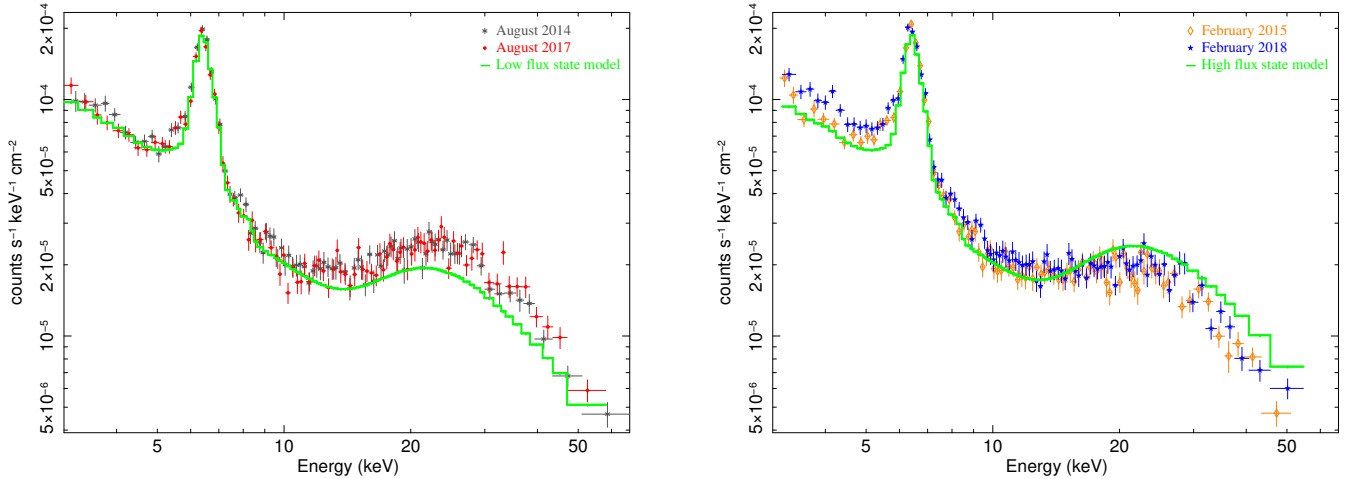 2×10⁻⁴
10⁻⁴
5×10⁻⁵
2×10⁻⁵
10⁻⁵
5×10⁻⁶
counts s⁻¹ keV⁻¹ cm⁻²
August 2014
August 2017
Low flux state model
5 10 20 50
Energy (keV)
2×10⁻⁴
10⁻⁴
5×10⁻⁵
2×10⁻⁵
10⁻⁵
5×10⁻⁶
counts s⁻¹ keV⁻¹ cm⁻²
February 2015
February 2018
High flux state model
5 10 20 50
Energy (keV)